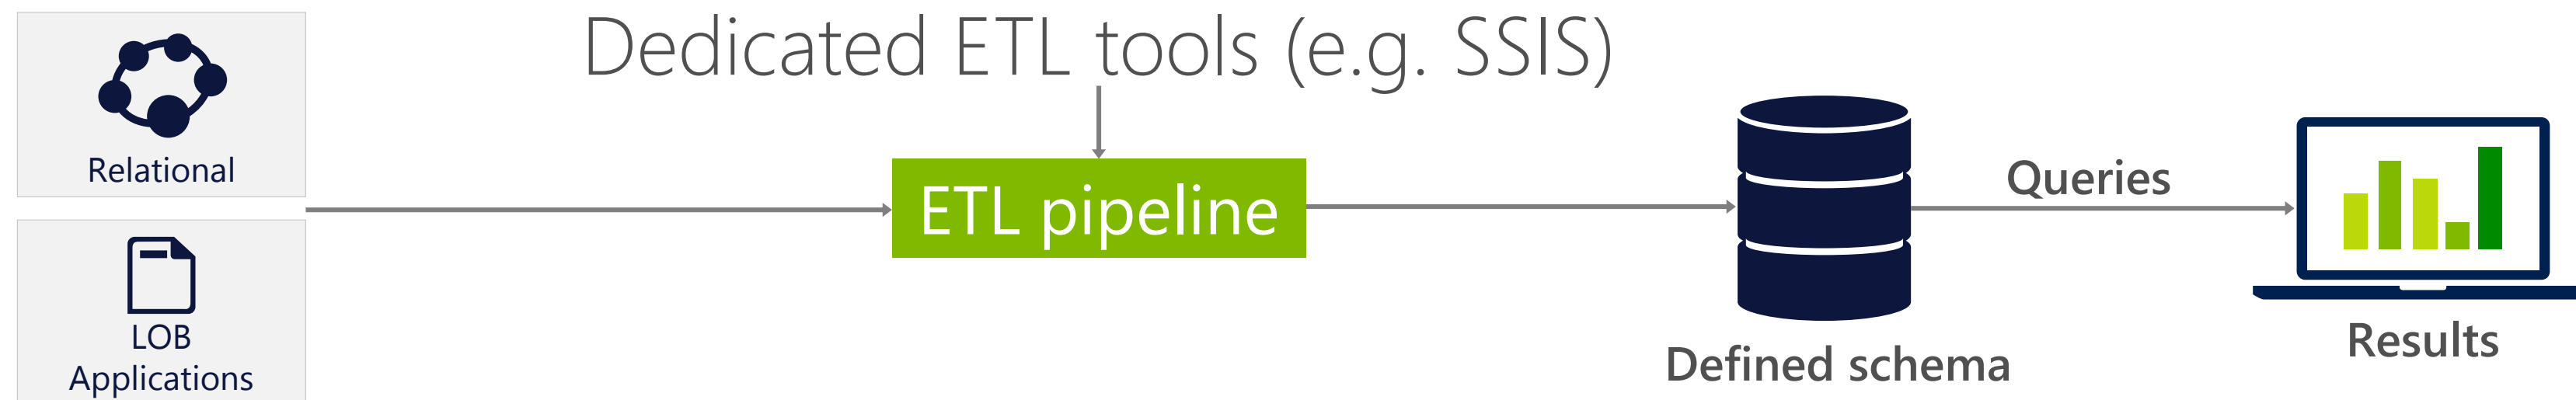 Dedicated ETL tools (e.g. SSIS)
Relational
ETL pipeline
Queries
LOB
Applications
Defined schema
Results